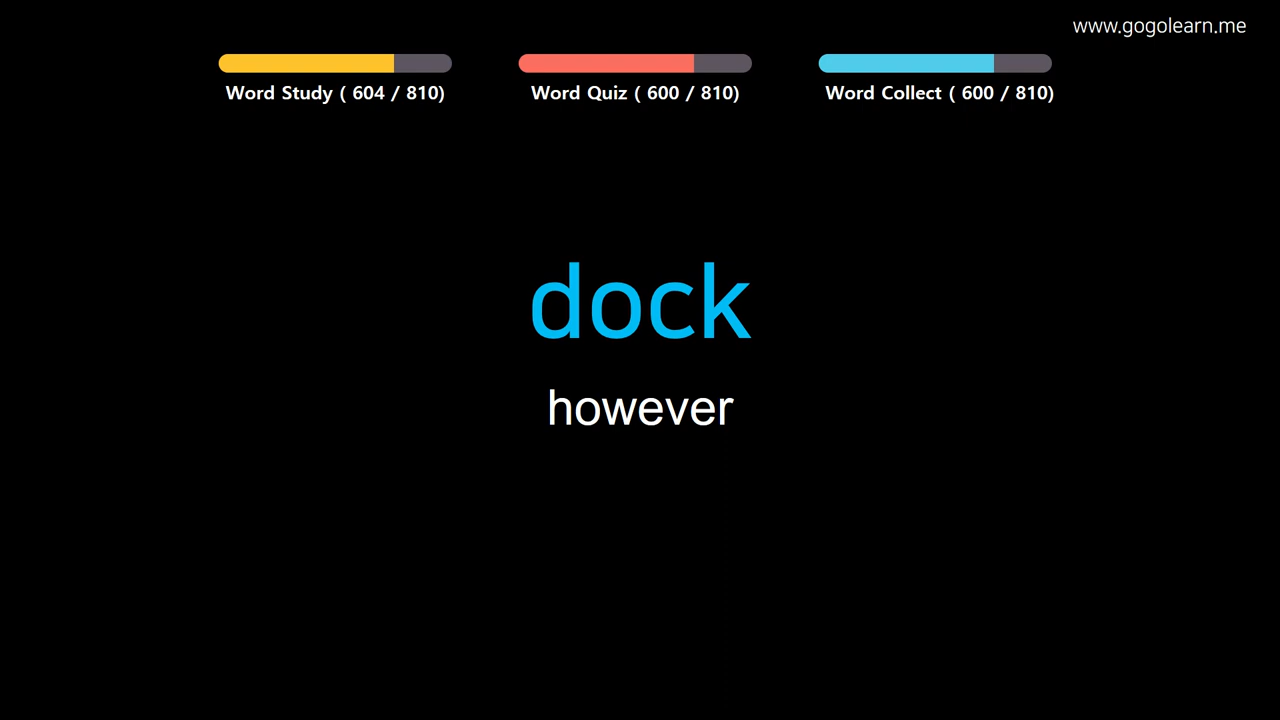 www.gogolearn.me
Word Study ( 604 / 810)
Word Quiz ( 600 / 810)
Word Collect ( 600 / 810)
dock
however